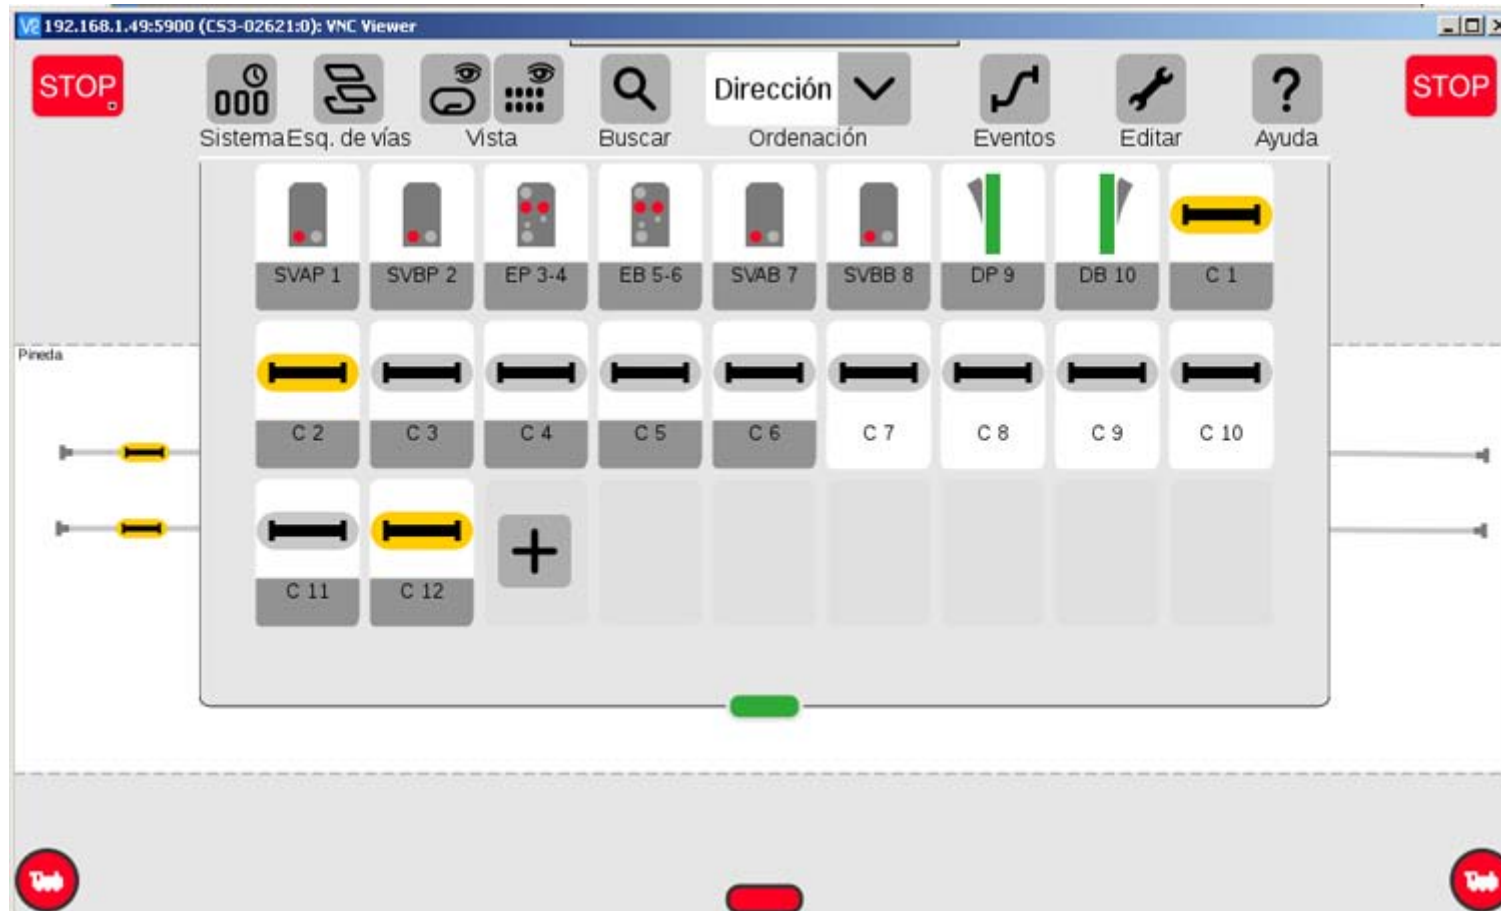 192.168.1.49:5900 (CS3-02621:0): VNC Viewer
STOP
Dirección
STOP
Sistema
Esq. de vías
Vista
Buscar
Ordenación
Eventos
Editar
Ayuda
SVAP 1
SVBP 2
EP 3-4
EB 5-6
SVAB 7
SVBB 8
DP 9
DB 10
C 1
Pineda
C 2
C 3
C 4
C 5
C 6
C 7
C 8
C 9
C 10
C 11
C 12